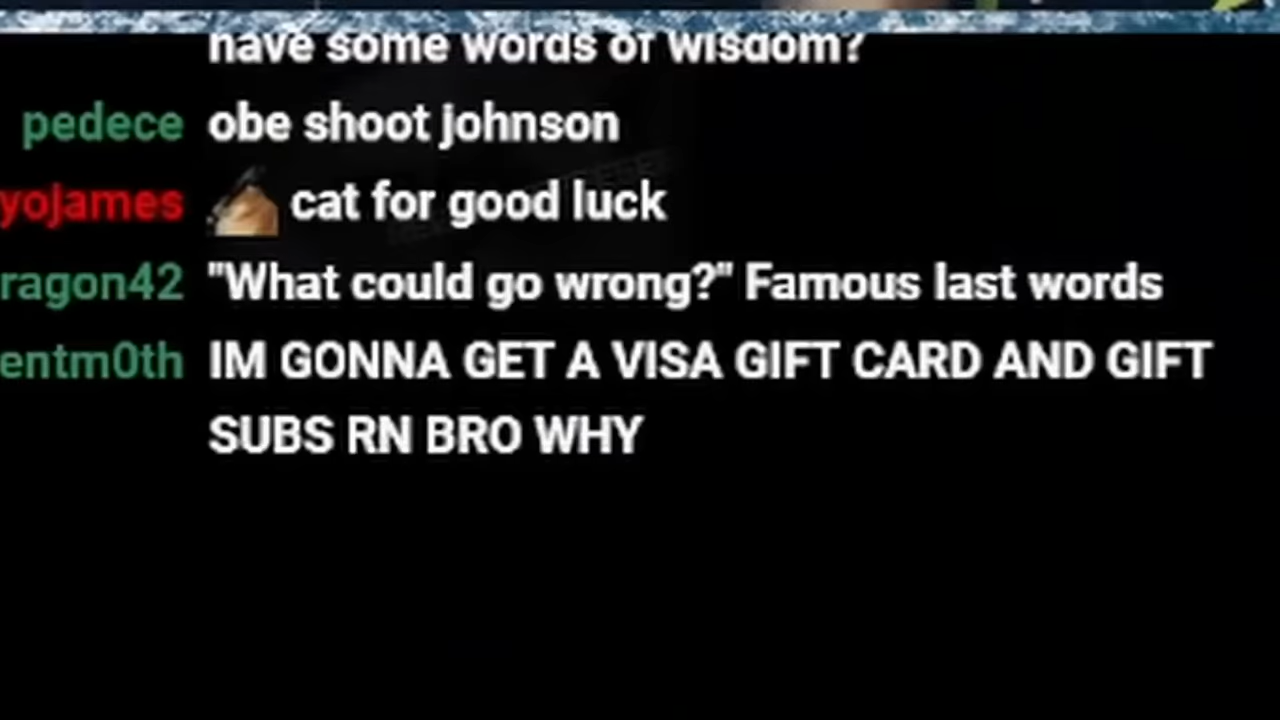 have some words of wisdom?
pedece obe shoot johnson
yojames cat for good luck
ragon42 "What could go wrong?" Famous last words
entm0th IM GONNA GET A VISA GIFT CARD AND GIFT
SUBS RN BRO WHY